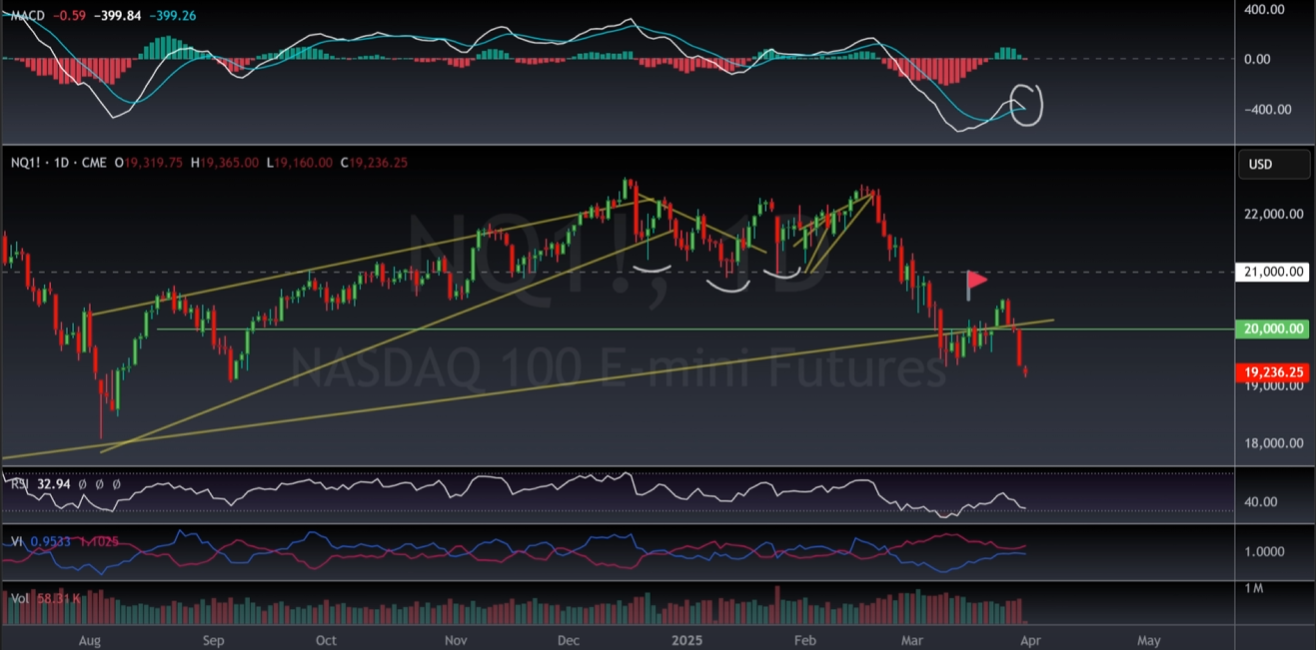 MACD -0.59 -399.84 -399.26
400.00
0.00
-400.00
NQ1! · 1D · CME O19,319.75 H19,365.00 L19,160.00 C19,236.25
USD
NQ1!, 1D
NASDAQ 100 E-mini Futures
22,000.00
21,000.00
20,000.00
19,236.25
19,000.00
18,000.00
RSI 32.94 Ø Ø Ø
40.00
VI 0.9533 1.1025
1.0000
Vol 58.31K
1 M
Aug Sep Oct Nov Dec 2025 Feb Mar Apr May